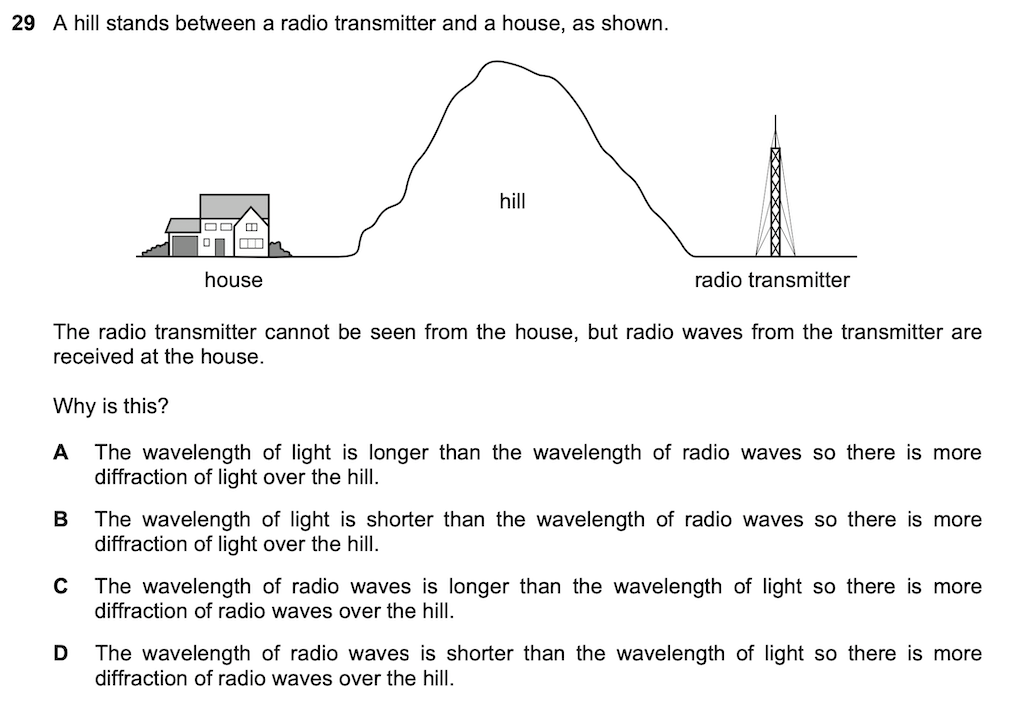 29 A hill stands between a radio transmitter and a house, as shown.
hill
house
radio transmitter
The radio transmitter cannot be seen from the house, but radio waves from the transmitter are
received at the house.
Why is this?
A The wavelength of light is longer than the wavelength of radio waves so there is more
diffraction of light over the hill.
B The wavelength of light is shorter than the wavelength of radio waves so there is more
diffraction of light over the hill.
C The wavelength of radio waves is longer than the wavelength of light so there is more
diffraction of radio waves over the hill.
D The wavelength of radio waves is shorter than the wavelength of light so there is more
diffraction of radio waves over the hill.